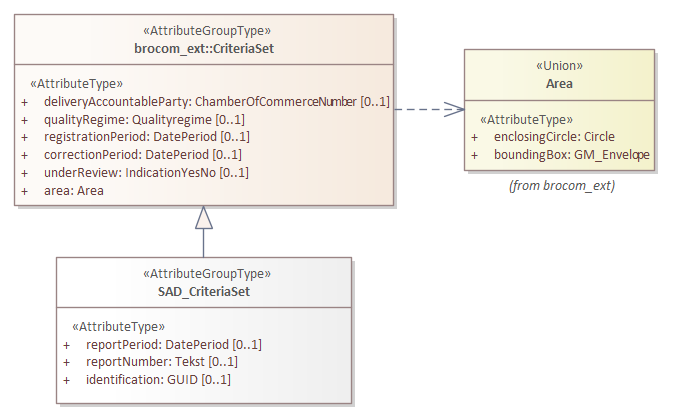 «AttributeGroupType»
brocom_ext::CriteriaSet
«AttributeType»
+ deliveryAccountableParty: ChamberOfCommerceNumber [0..1]
+ qualityRegime: Qualityregime [0..1]
+ registrationPeriod: DatePeriod [0..1]
+ correctionPeriod: DatePeriod [0..1]
+ underReview: IndicationYesNo [0..1]
+ area: Area
«Union»
Area
«AttributeType»
+ enclosingCircle: Circle
+ boundingBox: GM_Envelope
(from brocom_ext)
«AttributeGroupType»
SAD_CriteriaSet
«AttributeType»
+ reportPeriod: DatePeriod [0..1]
+ reportNumber: Tekst [0..1]
+ identification: GUID [0..1]